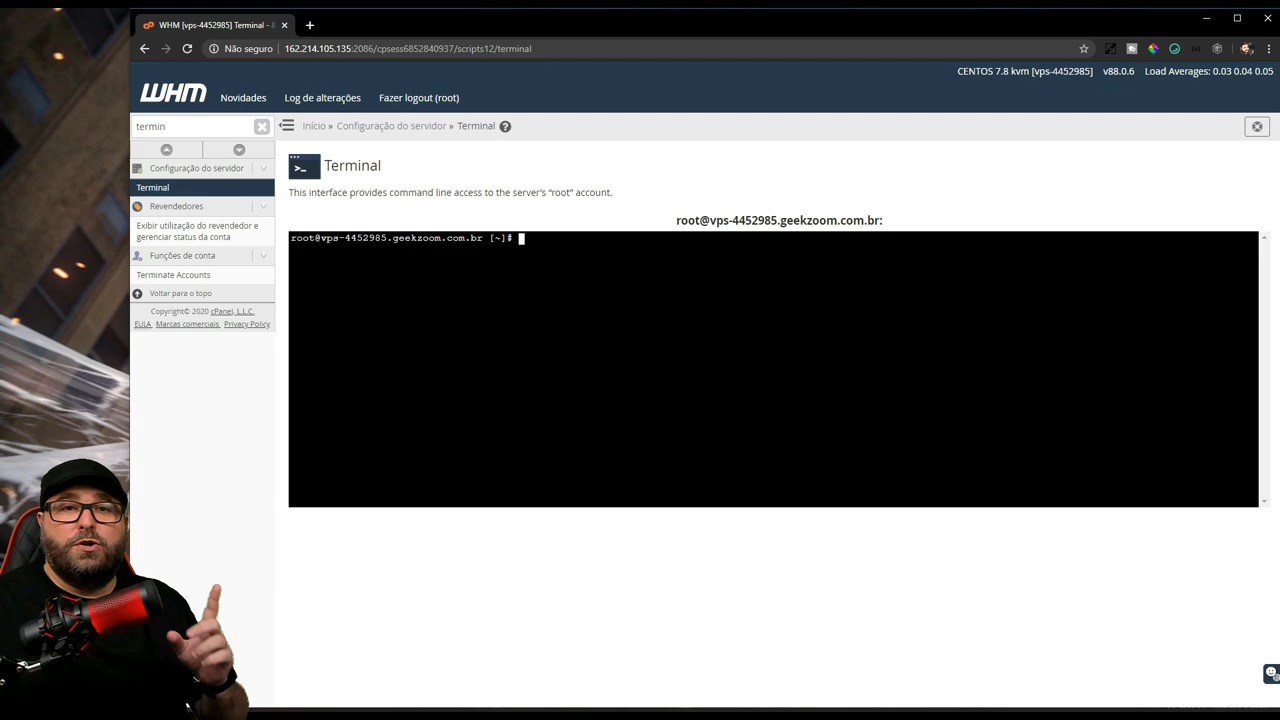 WHM [vps-4452985] Terminal - 8
Não seguro
162.214.105.135:2086/cpsess6852840937/scripts12/terminal
CENTOS 7.8 kvm [vps-4452985] v88.0.6 Load Averages: 0.03 0.04 0.05
WHM Novidades Log de alterações Fazer logout (root)
termin
Início » Configuração do servidor » Terminal
Configuração do servidor
Terminal
Revendedores
Exibir utilização do revendedor e
gerenciar status da conta
Funções de conta
Terminate Accounts
Voltar para o topo
Copyright© 2020 cPanel, L.L.C.
EULA Marcas comerciais Privacy Policy
Terminal
This interface provides command line access to the server's “root” account.
root@vps-4452985.geekzoom.com.br:
root@vps-4452985.geekzoom.com.br [~]#